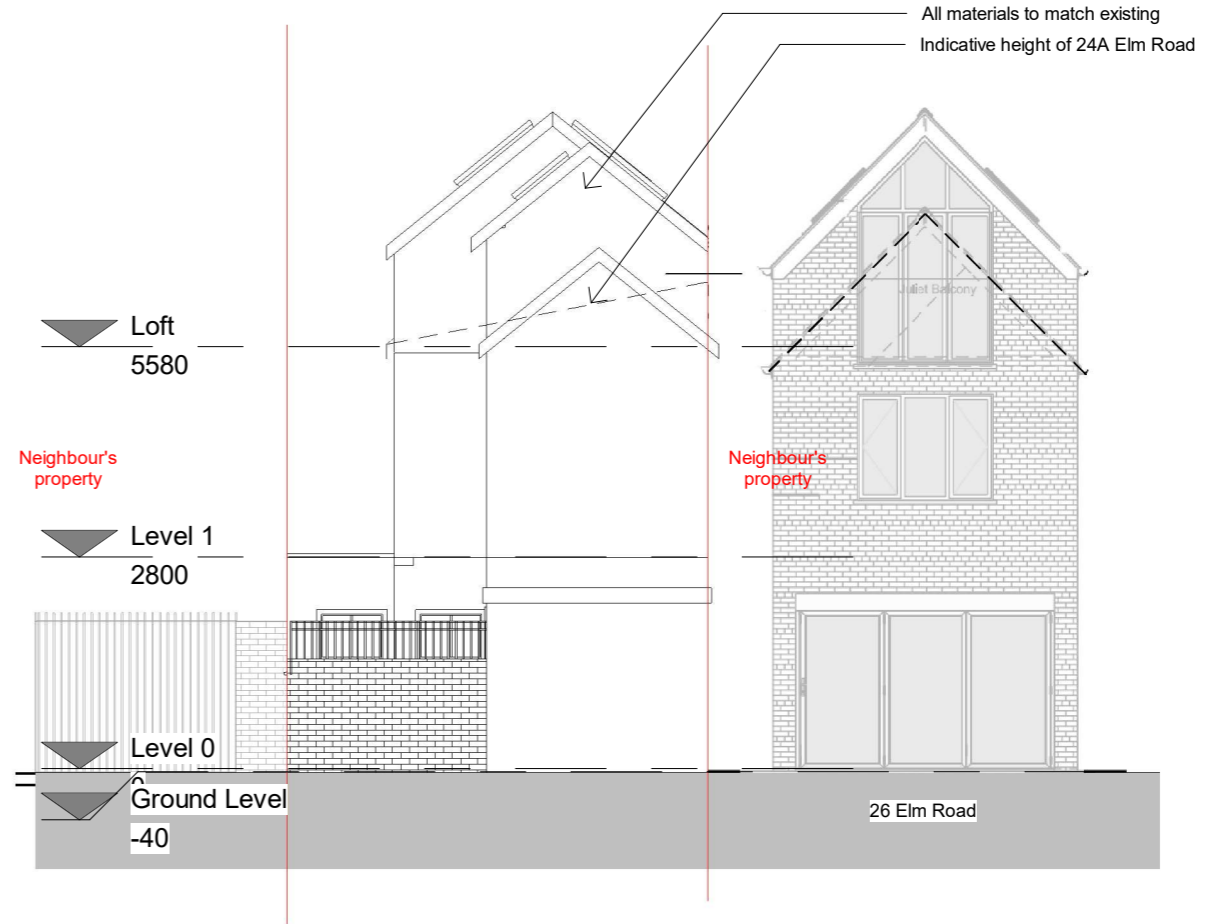 All materials to match existing
Indicative height of 24A Elm Road
Juliet Balcony
Loft
5580
Neighbour's
property
Neighbour's
property
Level 1
2800
Level 0
Ground Level
-40
26 Elm Road